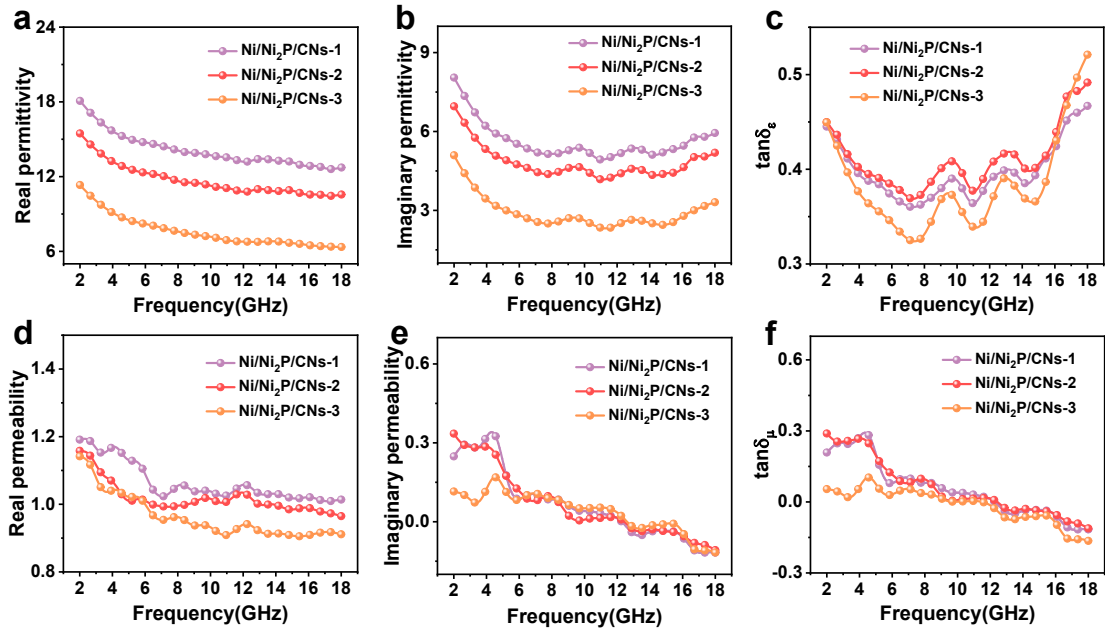 a
24
18
12
6
Real permittivity
Ni/Ni₂P/CNs-1
Ni/Ni₂P/CNs-2
Ni/Ni₂P/CNs-3
2 4 6 8 10 12 14 16 18
Frequency(GHz)
b
9
6
3
Imaginary permittivity
Ni/Ni₂P/CNs-1
Ni/Ni₂P/CNs-2
Ni/Ni₂P/CNs-3
2 4 6 8 10 12 14 16 18
Frequency(GHz)
c
0.5
0.4
0.3
tanδε
Ni/Ni₂P/CNs-1
Ni/Ni₂P/CNs-2
Ni/Ni₂P/CNs-3
2 4 6 8 10 12 14 16 18
Frequency(GHz)
d
1.4
1.2
1.0
0.8
Real permeability
Ni/Ni₂P/CNs-1
Ni/Ni₂P/CNs-2
Ni/Ni₂P/CNs-3
2 4 6 8 10 12 14 16 18
Frequency(GHz)
e
0.6
0.3
0.0
Imaginary permeability
Ni/Ni₂P/CNs-1
Ni/Ni₂P/CNs-2
Ni/Ni₂P/CNs-3
2 4 6 8 10 12 14 16 18
Frequency(GHz)
f
0.6
0.3
0.0
-0.3
tanδμ
Ni/Ni₂P/CNs-1
Ni/Ni₂P/CNs-2
Ni/Ni₂P/CNs-3
2 4 6 8 10 12 14 16 18
Frequency(GHz)